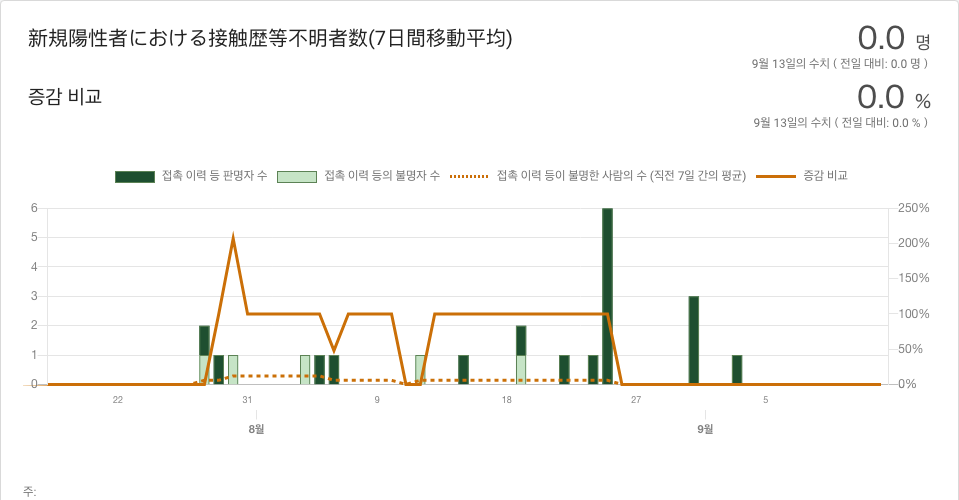 新規陽性者における接触歴等不明者数(7日間移動平均)
0.0 名
9월 13일의 수치 ( 전일 대비: 0.0 명 )
증감 비교
0.0 %
9월 13일의 수치 ( 전일 대비: 0.0 % )
접촉 이력 등 판명자 수 접촉 이력 등의 불명자 수 접촉 이력 등이 불명한 사람의 수 (직전 7일 간의 평균) 증감 비교
6 250%
5 200%
4 150%
3 100%
2 50%
1 0%
0
22 31 9 18 27 5
8월 9월
주: